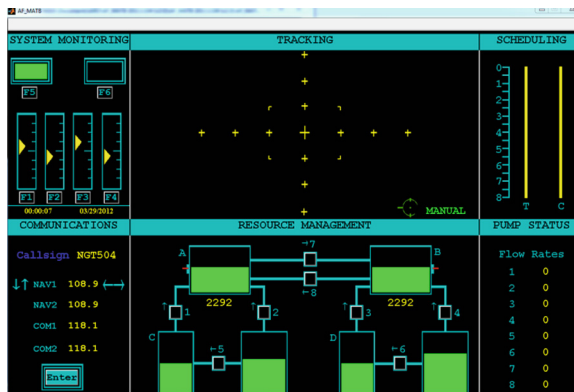 AF_MATB
SYSTEM MONITORING
F5 F6
F1 F2 F3 F4
00:00:07 03/29/2012
TRACKING
MANUAL
SCHEDULING
0
1
2
3
4
5
6
7
8
T C
COMMUNICATIONS
Callsign NGT504
↓↑ NAV1 108.9 ←→
NAV2 108.9
COM1 118.1
COM2 118.1
Enter
RESOURCE MANAGEMENT
←7
A B
←8
2292 2292
↑ 1 ↑ 2 ↑ 3 ↑ 4
C D
←5 ←6
PUMP STATUS
Flow Rates
1 0
2 0
3 0
4 0
5 0
6 0
7 0
8 0